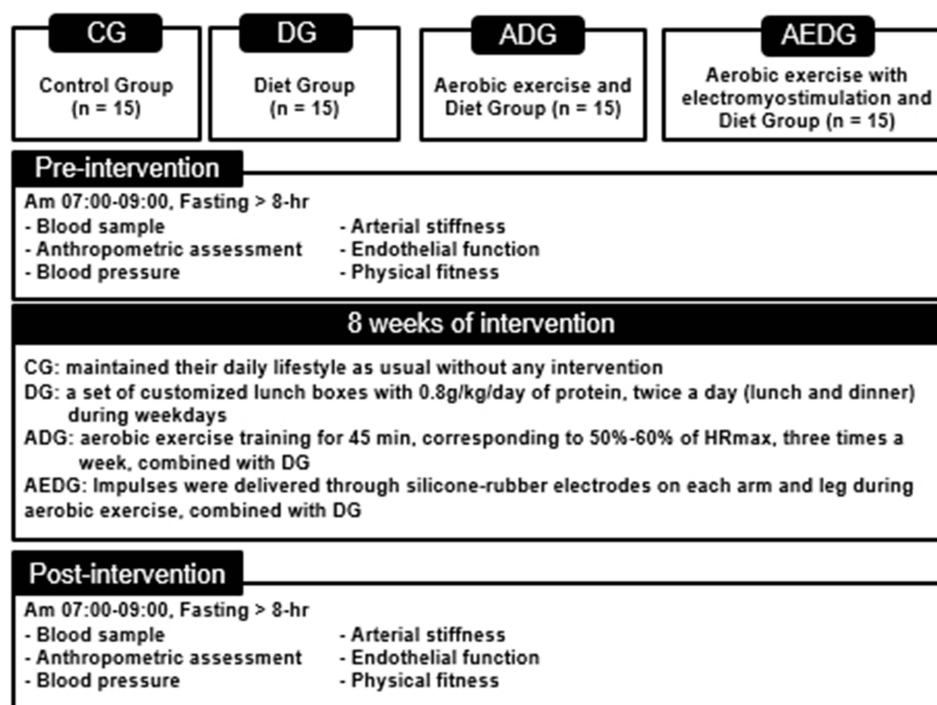 CG
DG
ADG
AEDG
Control Group
(n = 15)
Diet Group
(n = 15)
Aerobic exercise and
Diet Group (n = 15)
Aerobic exercise with
electromyostimulation and
Diet Group (n = 15)
Pre-intervention
Am 07:00-09:00, Fasting > 8-hr
- Blood sample
- Anthropometric assessment
- Blood pressure
- Arterial stiffness
- Endothelial function
- Physical fitness
8 weeks of intervention
CG: maintained their daily lifestyle as usual without any intervention
DG: a set of customized lunch boxes with 0.8g/kg/day of protein, twice a day (lunch and dinner)
during weekdays
ADG: aerobic exercise training for 45 min, corresponding to 50%-60% of HRmax, three times a
week, combined with DG
AEDG: Impulses were delivered through silicone-rubber electrodes on each arm and leg during
aerobic exercise, combined with DG
Post-intervention
Am 07:00-09:00, Fasting > 8-hr
- Blood sample
- Anthropometric assessment
- Blood pressure
- Arterial stiffness
- Endothelial function
- Physical fitness